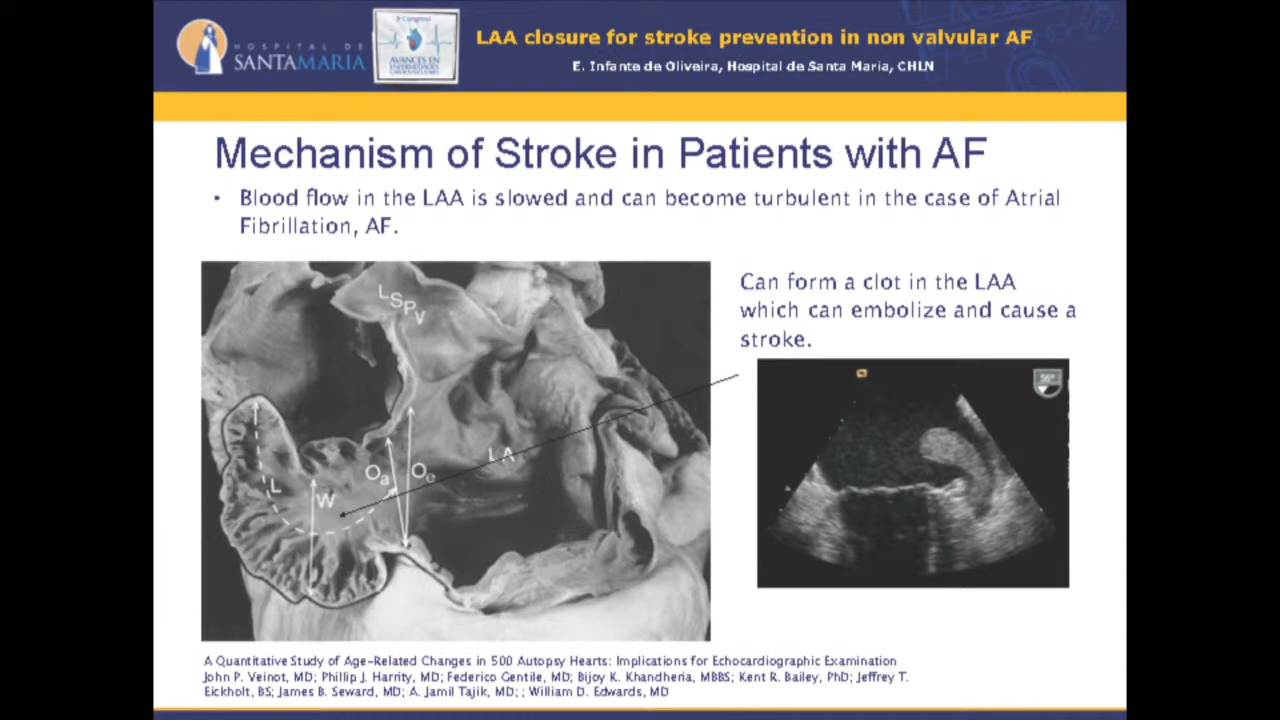 HOSPITAL DE
SANTAMARIA
AVANCES EN
ENFERMEDADES
CARDIOVASCULARES
LAA closure for stroke prevention in non valvular AF
E. Infante de Oliveira, Hospital de Santa Maria, CHLN
Mechanism of Stroke in Patients with AF
• Blood flow in the LAA is slowed and can become turbulent in the case of Atrial
Fibrillation, AF.
Can form a clot in the LAA
which can embolize and cause a
stroke.
LSPV
LA
Oa
Oe
L
W
A Quantitative Study of Age-Related Changes in 500 Autopsy Hearts: Implications for Echocardiographic Examination
John P. Veinot, MD; Phillip J. Harrity, MD; Federico Gentile, MD; Bijoy K. Khandheria, MBBS; Kent R. Bailey, PhD; Jeffrey T.
Eickholt, BS; James B. Seward, MD; A. Jamil Tajik, MD; ; William D. Edwards, MD